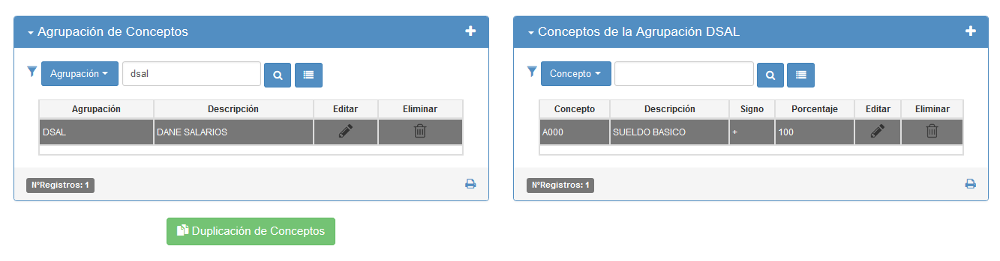 Agrupación de Conceptos
Agrupación
dsal
Agrupación Descripción Editar Eliminar
DSAL DANE SALARIOS
NºRegistros: 1
Duplicación de Conceptos
Conceptos de la Agrupación DSAL
Concepto
Concepto Descripción Signo Porcentaje Editar Eliminar
A000 SUELDO BASICO + 100
NºRegistros: 1